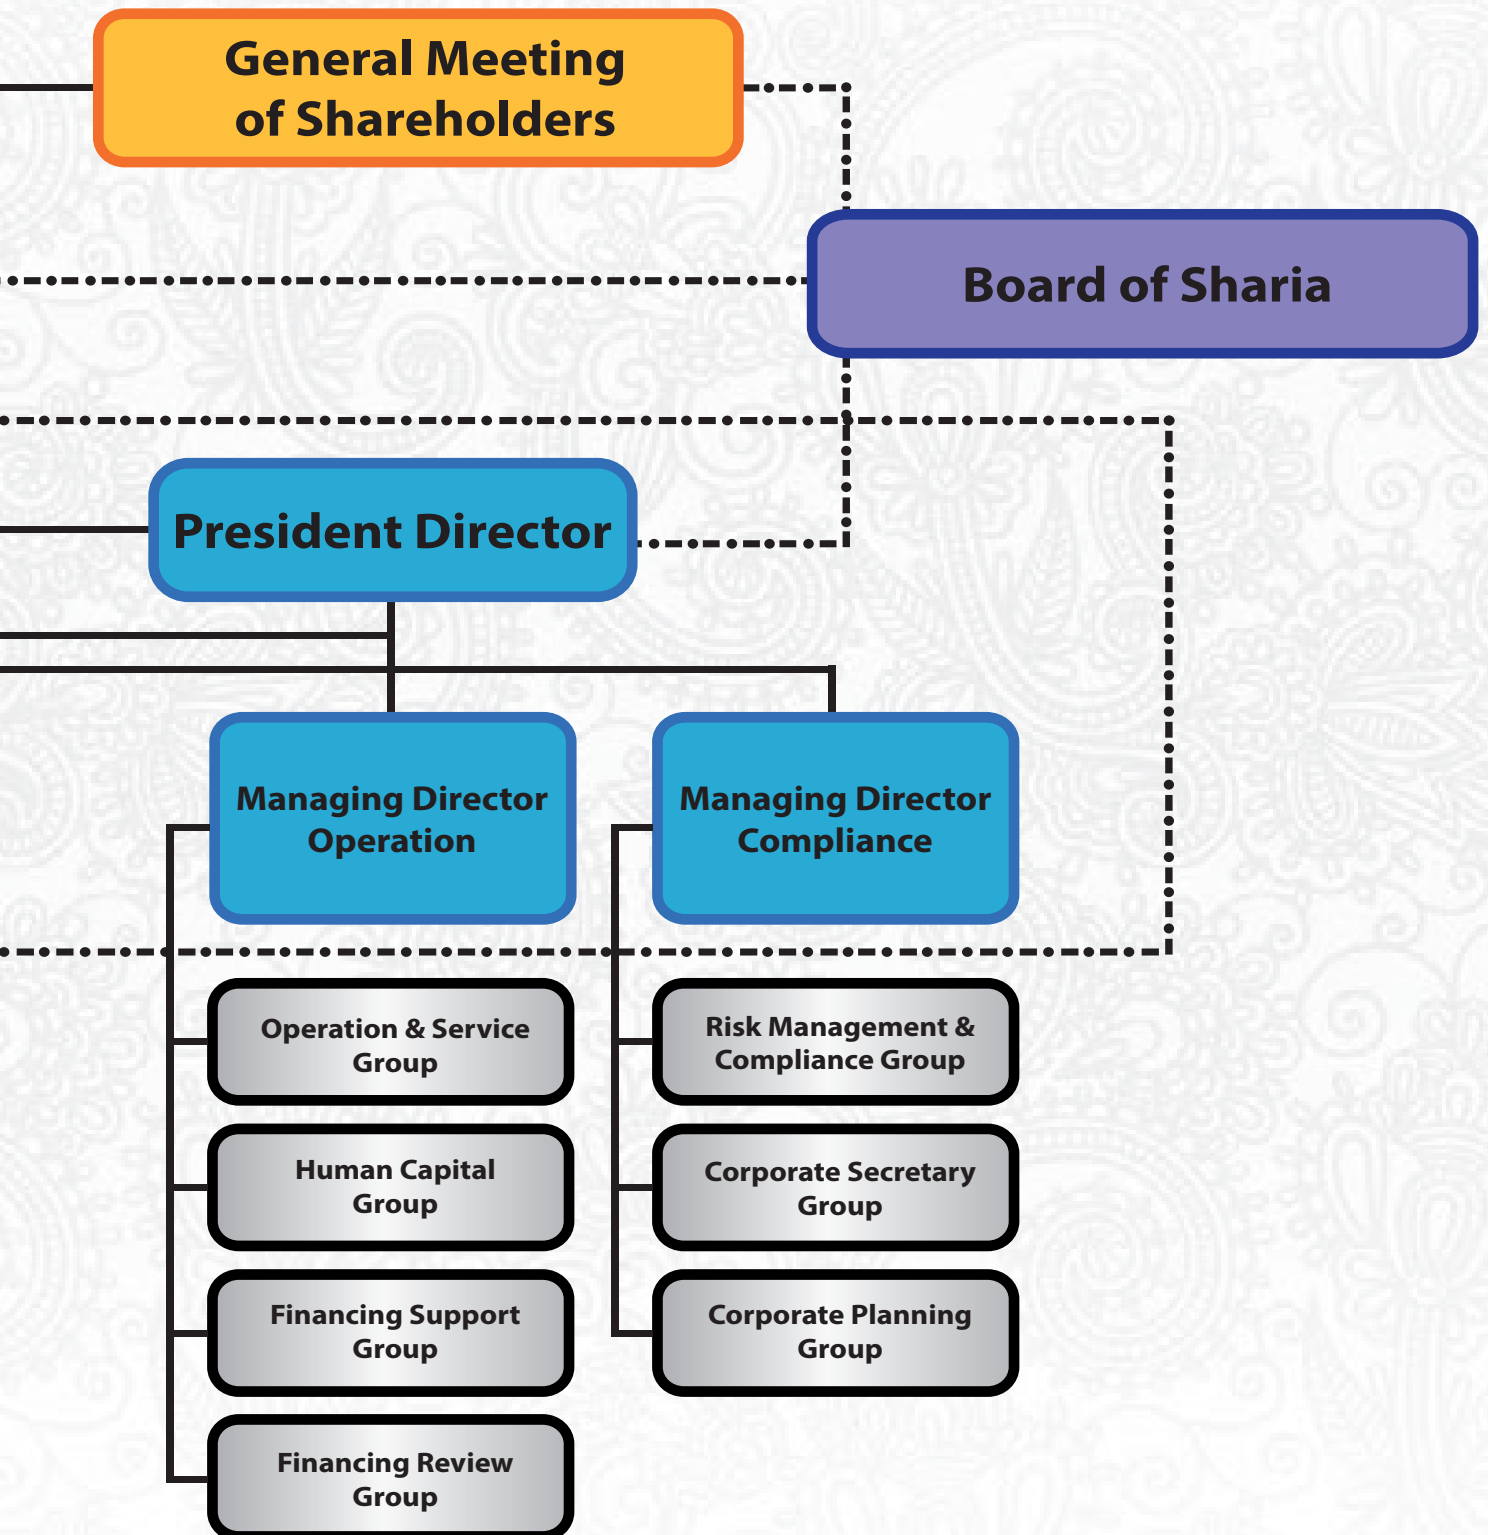 General Meeting
of Shareholders
Board of Sharia
President Director
Managing Director
Operation
Managing Director
Compliance
Operation & Service
Group
Human Capital
Group
Financing Support
Group
Financing Review
Group
Risk Management &
Compliance Group
Corporate Secretary
Group
Corporate Planning
Group